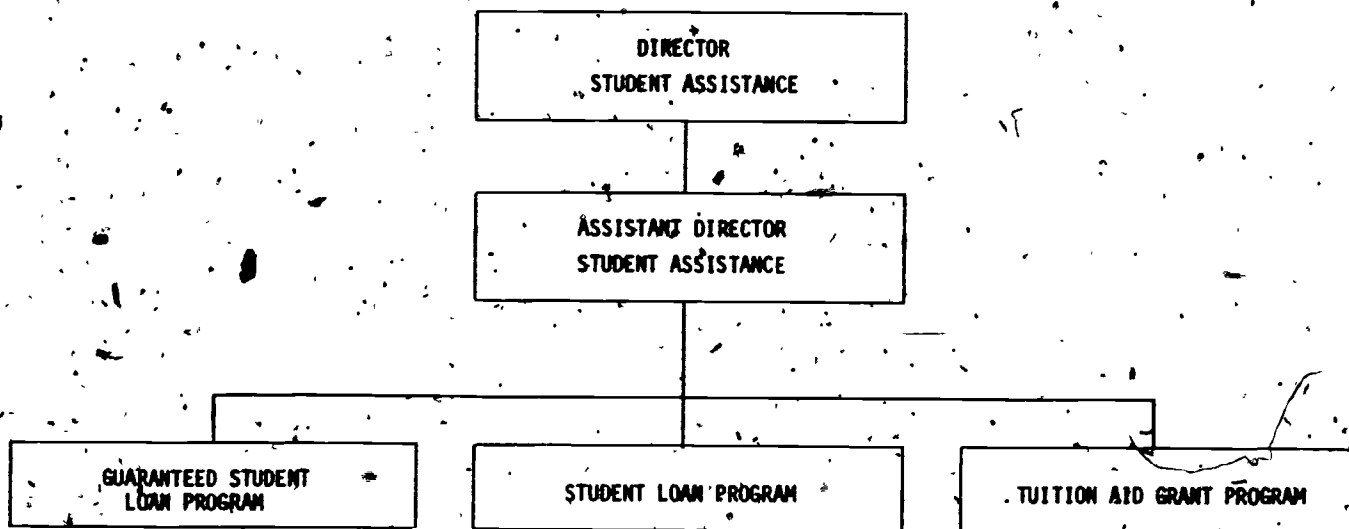 DIRECTOR
STUDENT ASSISTANCE
ASSISTANT DIRECTOR
STUDENT ASSISTANCE
GUARANTEED STUDENT
LOAN PROGRAM
STUDENT LOAN PROGRAM
TUITION AID GRANT PROGRAM